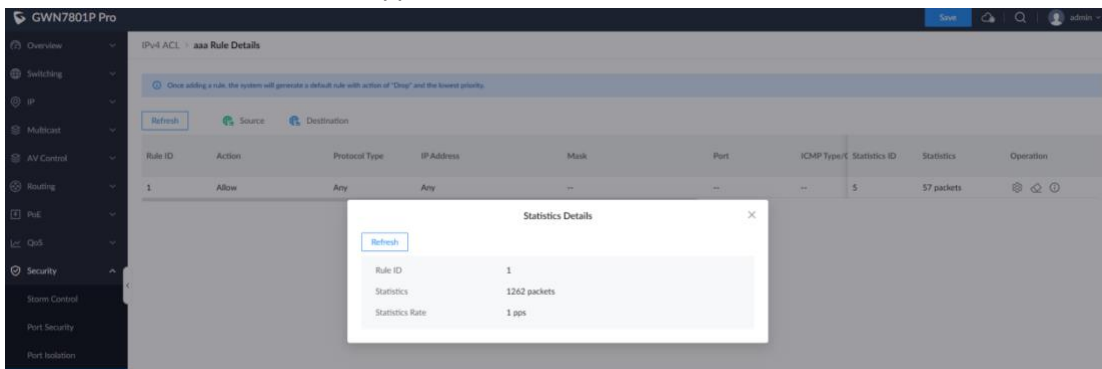 GWN7801P Pro
Save
admin
Overview
IPv4 ACL > aaa Rule Details
Switching
Once adding a rule, the system will generate a default rule with action of "Drop" and the lowest priority.
IP
Refresh Source Destination
Multicast
Rule ID Action Protocol Type IP Address Mask Port ICMP Type/C Statistics ID Statistics Operation
AV Control
Routing
1 Allow Any Any -- -- -- 5 57 packets
PoE
Statistics Details
QoS
Refresh
Security
Rule ID 1
Storm Control
Statistics 1262 packets
Statistics Rate 1 pps
Port Security
Port Isolation